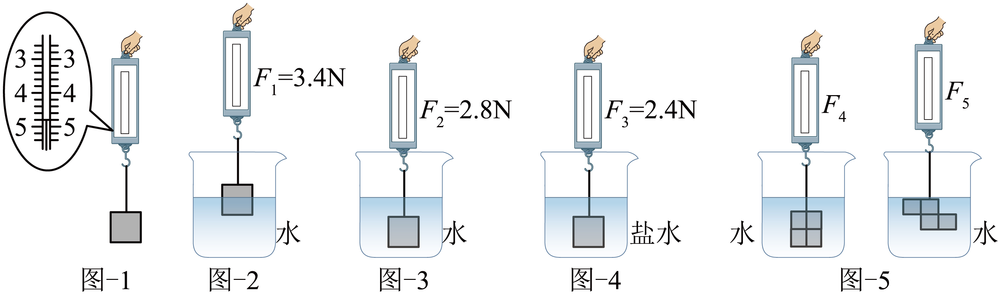 3 3
4 4
5 5
F₁=3.4N
水
F₂=2.8N
水
F₃=2.4N
盐水
F₄
水
F₅
水
图-1
图-2
图-3
图-4
图-5